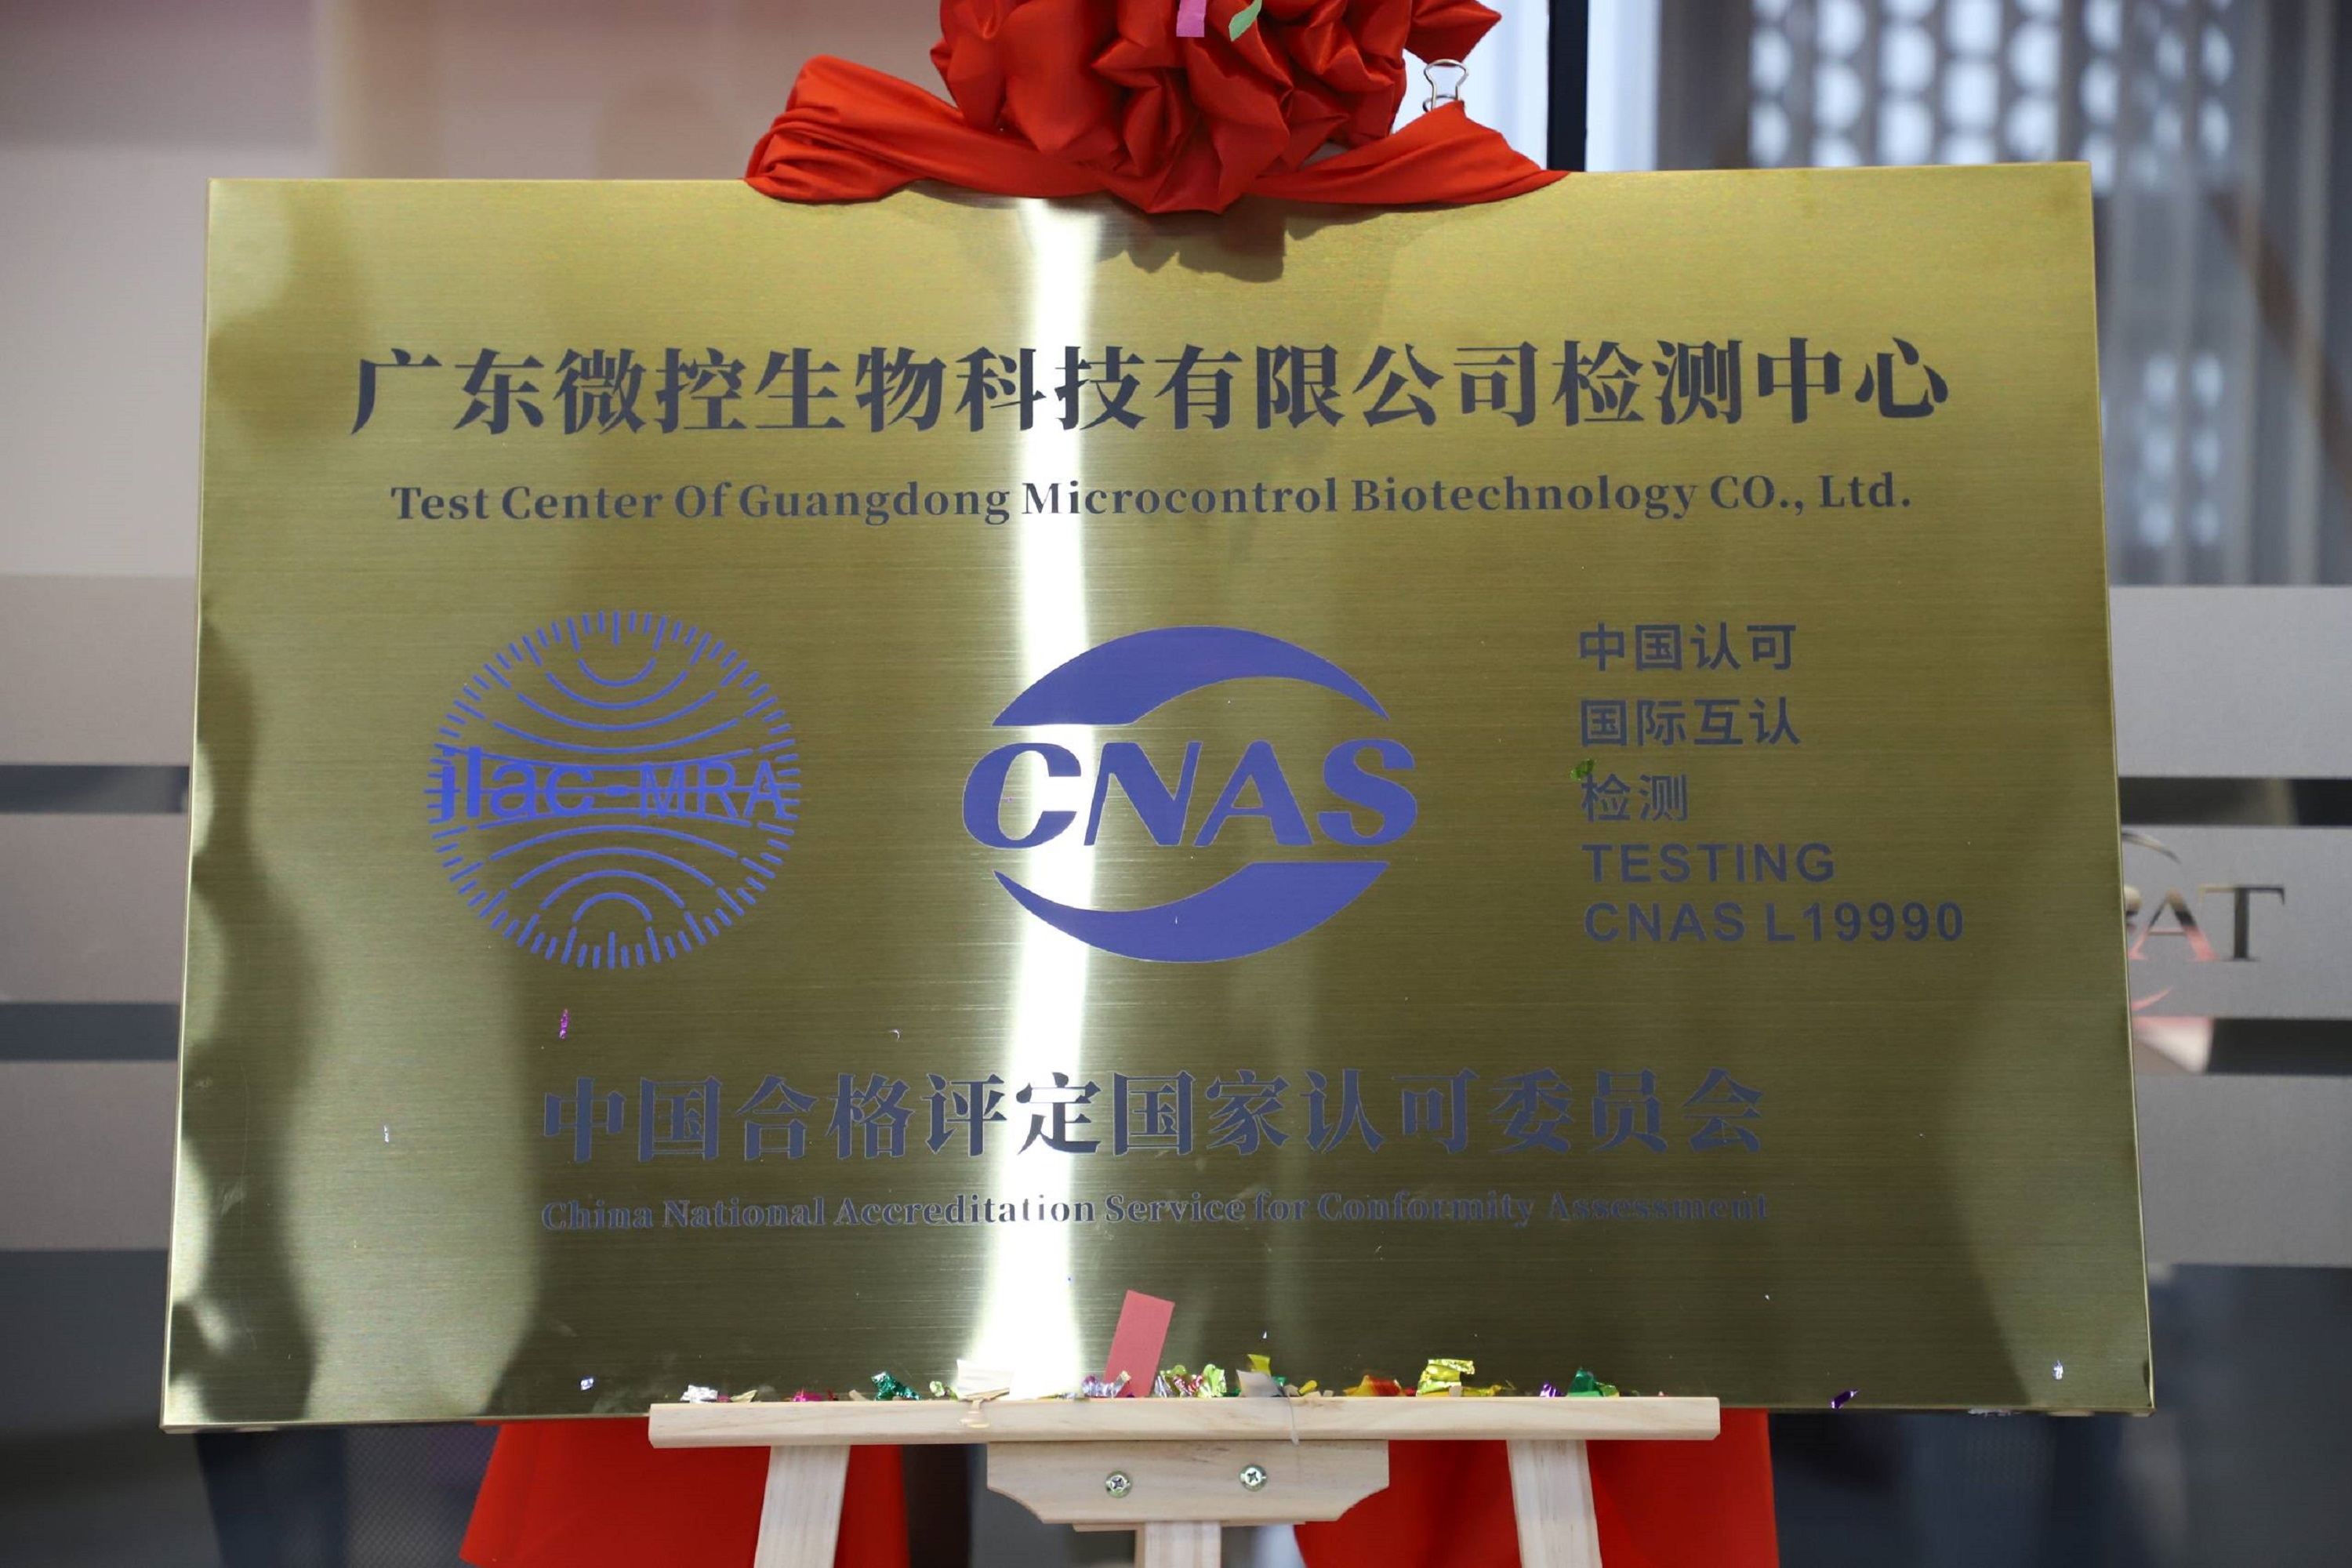 广东微控生物科技有限公司检测中心
Test Center Of Guangdong Microcontrol Biotechnology CO., Ltd.
ilac-MRA
CNAS
中国认可
国际互认
检测
TESTING
CNAS L19990
中国合格评定国家认可委员会
China National Accreditation Service for Conformity Assessment